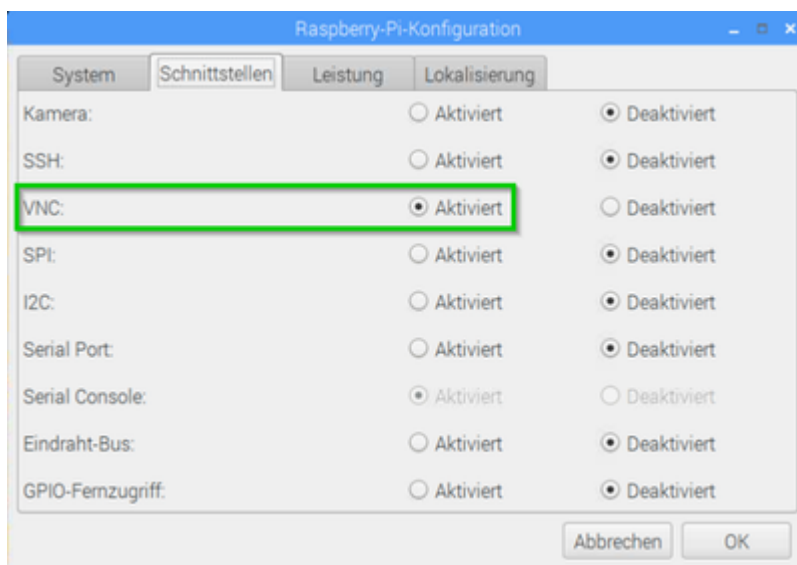 Raspberry-Pi-Konfiguration
System Schnittstellen Leistung Lokalisierung
Kamera: Aktiviert Deaktiviert
SSH: Aktiviert Deaktiviert
VNC: Aktiviert Deaktiviert
SPI: Aktiviert Deaktiviert
I2C: Aktiviert Deaktiviert
Serial Port: Aktiviert Deaktiviert
Serial Console: Aktiviert Deaktiviert
Eindraht-Bus: Aktiviert Deaktiviert
GPIO-Fernzugriff: Aktiviert Deaktiviert
Abbrechen OK